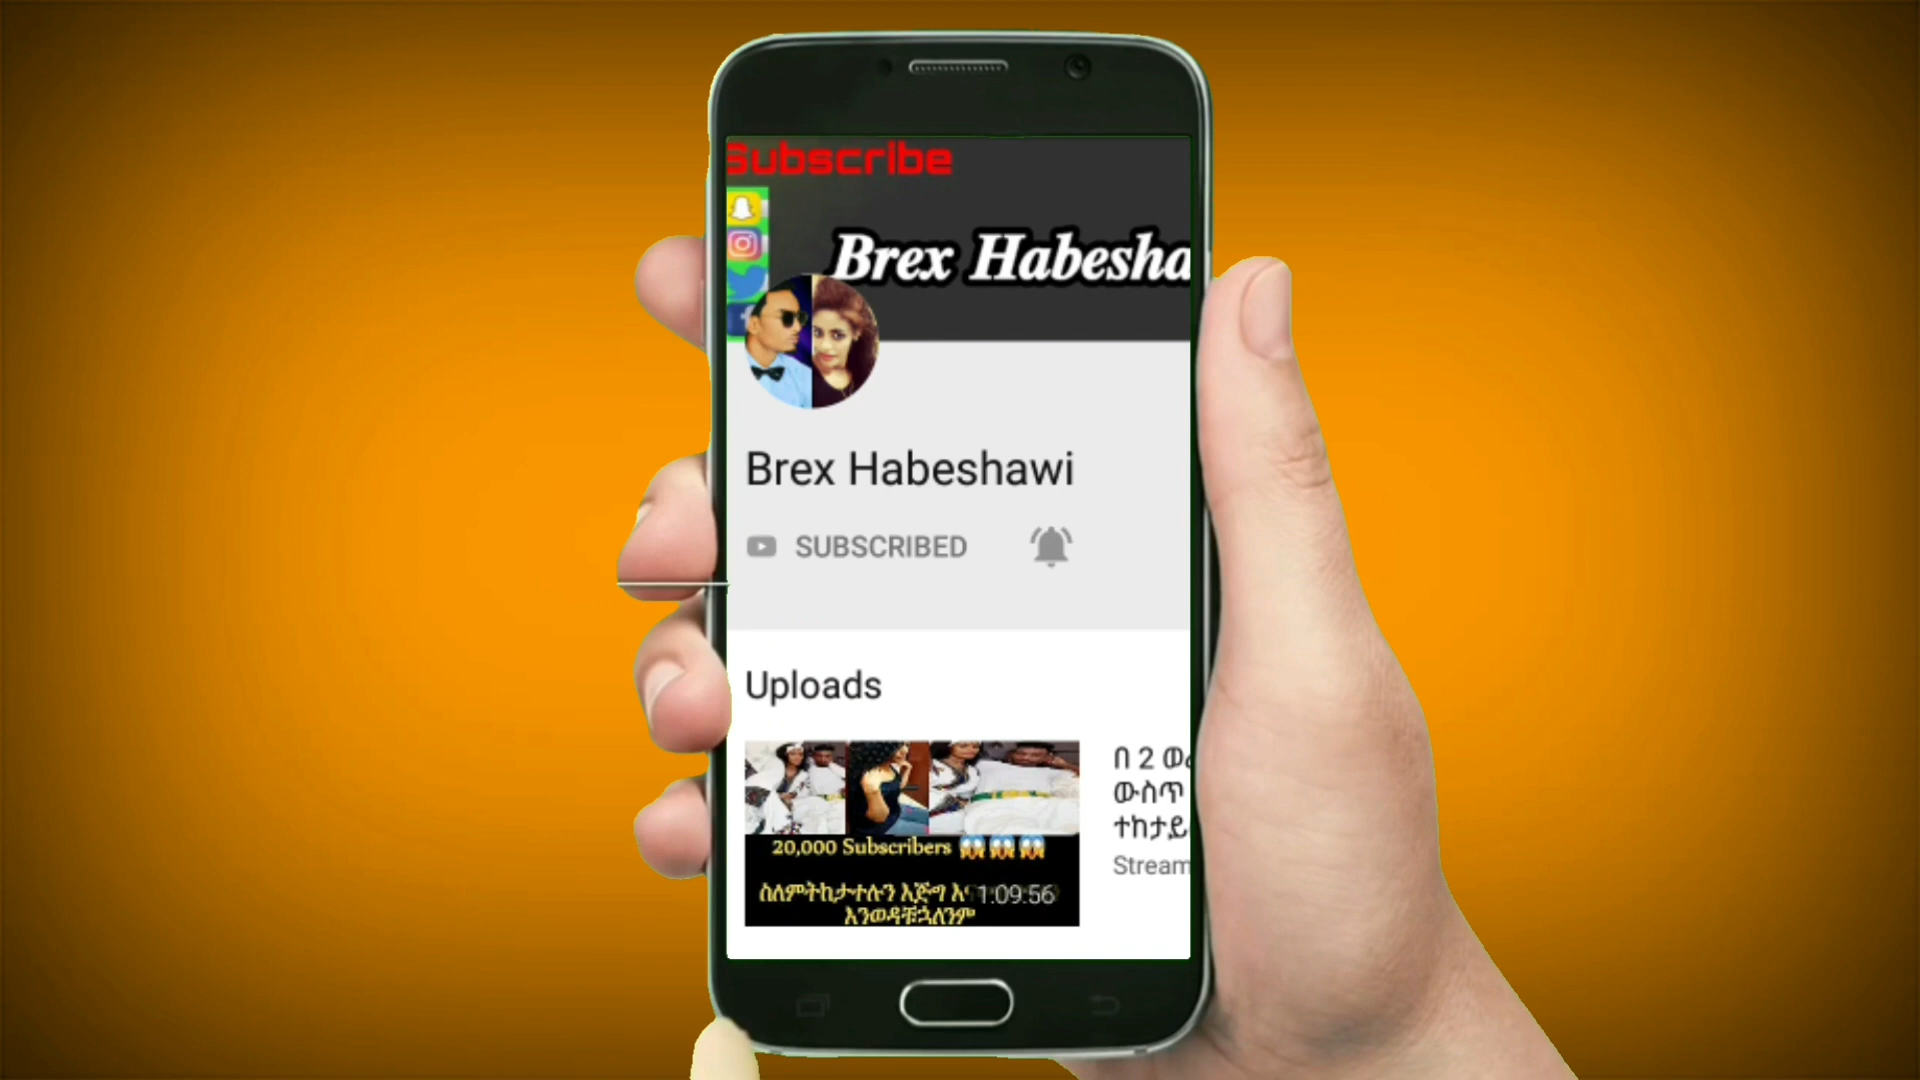 Subscribe
Brex Habesha
Brex Habeshawi
SUBSCRIBED
Uploads
20,000 Subscribers 😱😱😱
ስለምትከታተሉን እጅግ
1:09:56
እንወዳቹኋለንም
በ 2
ውስጥ
ተከታይ
Stream